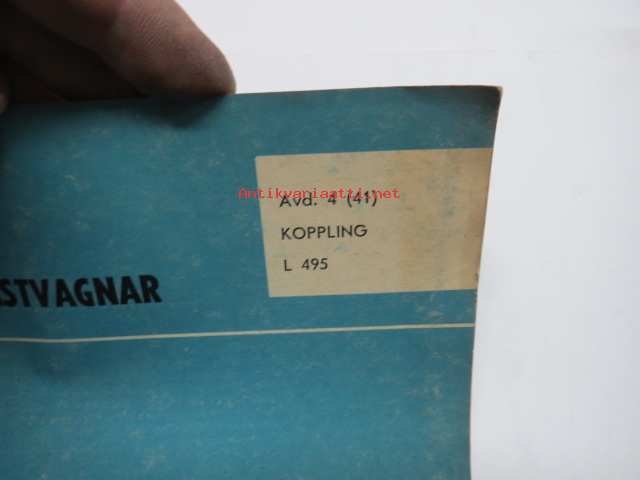 Antikvariaatti.net
Avd. 4 (41)
KOPPLING
L 495
STVAGNAR